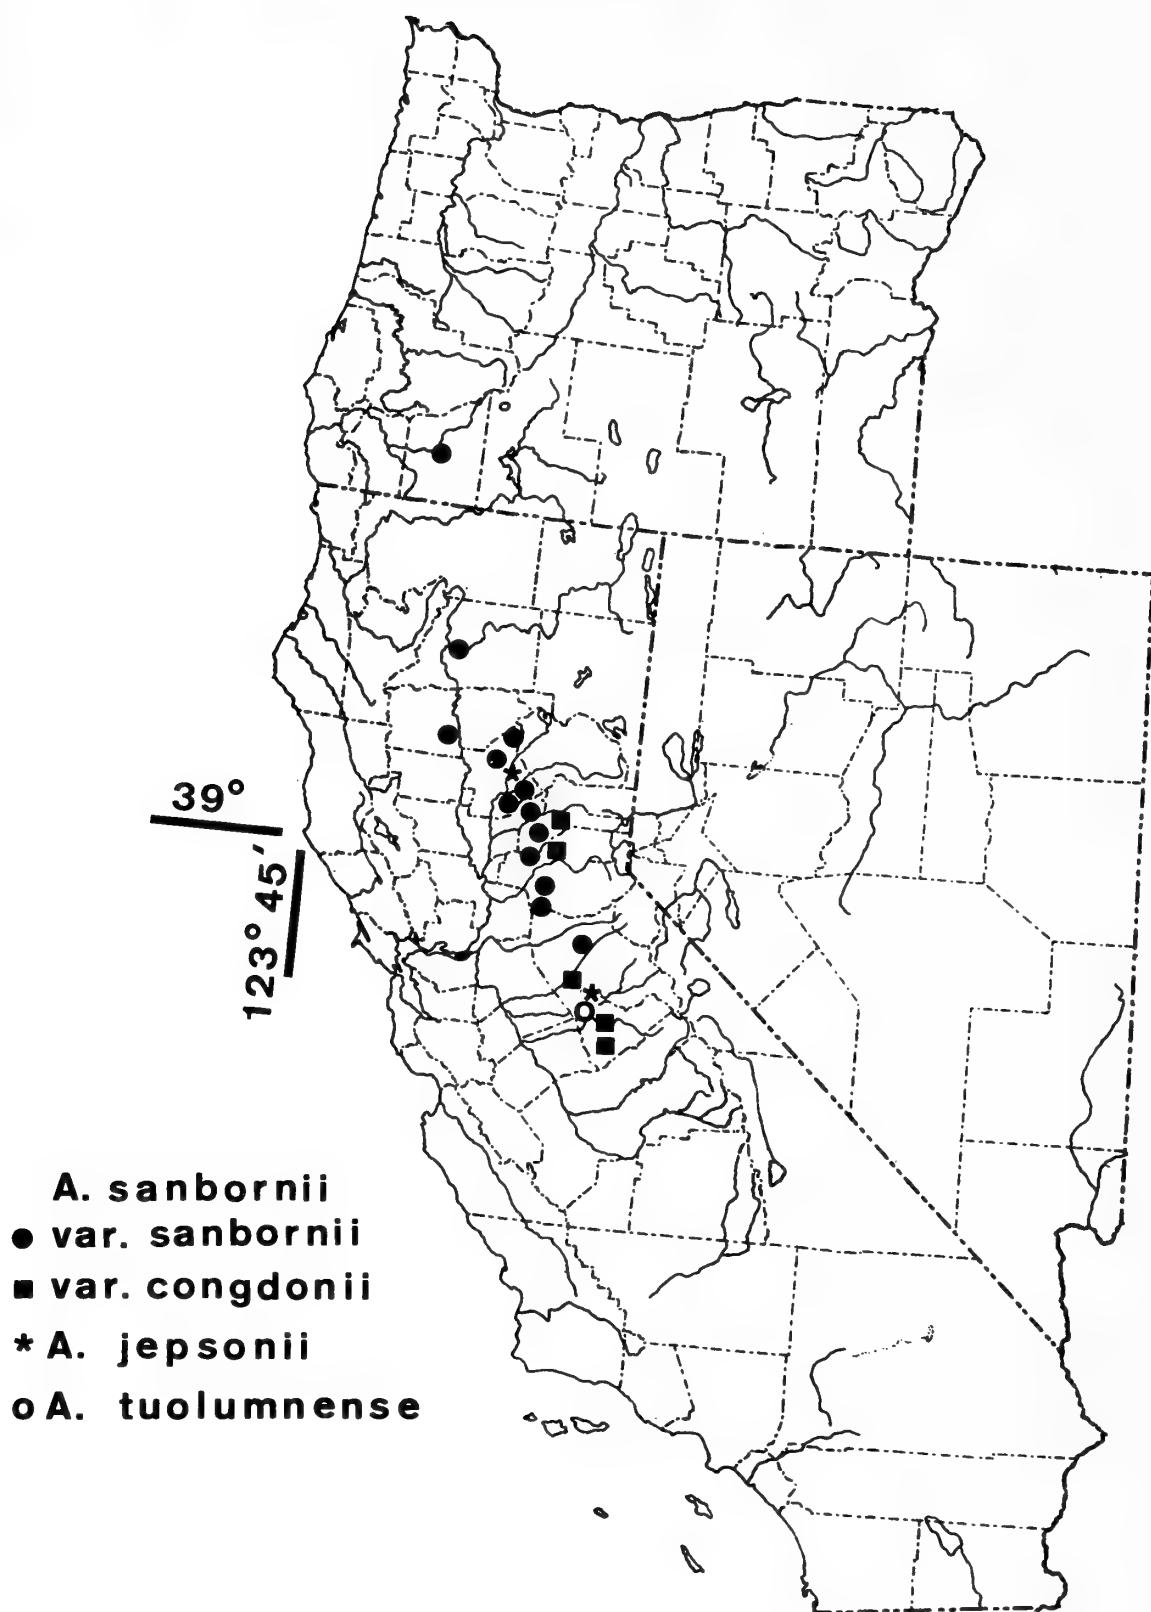 39°
123° 45′
A. sanbornii
● var. sanbornii
■ var. congdonii
* A. jepsonii
o A. tuolumnense